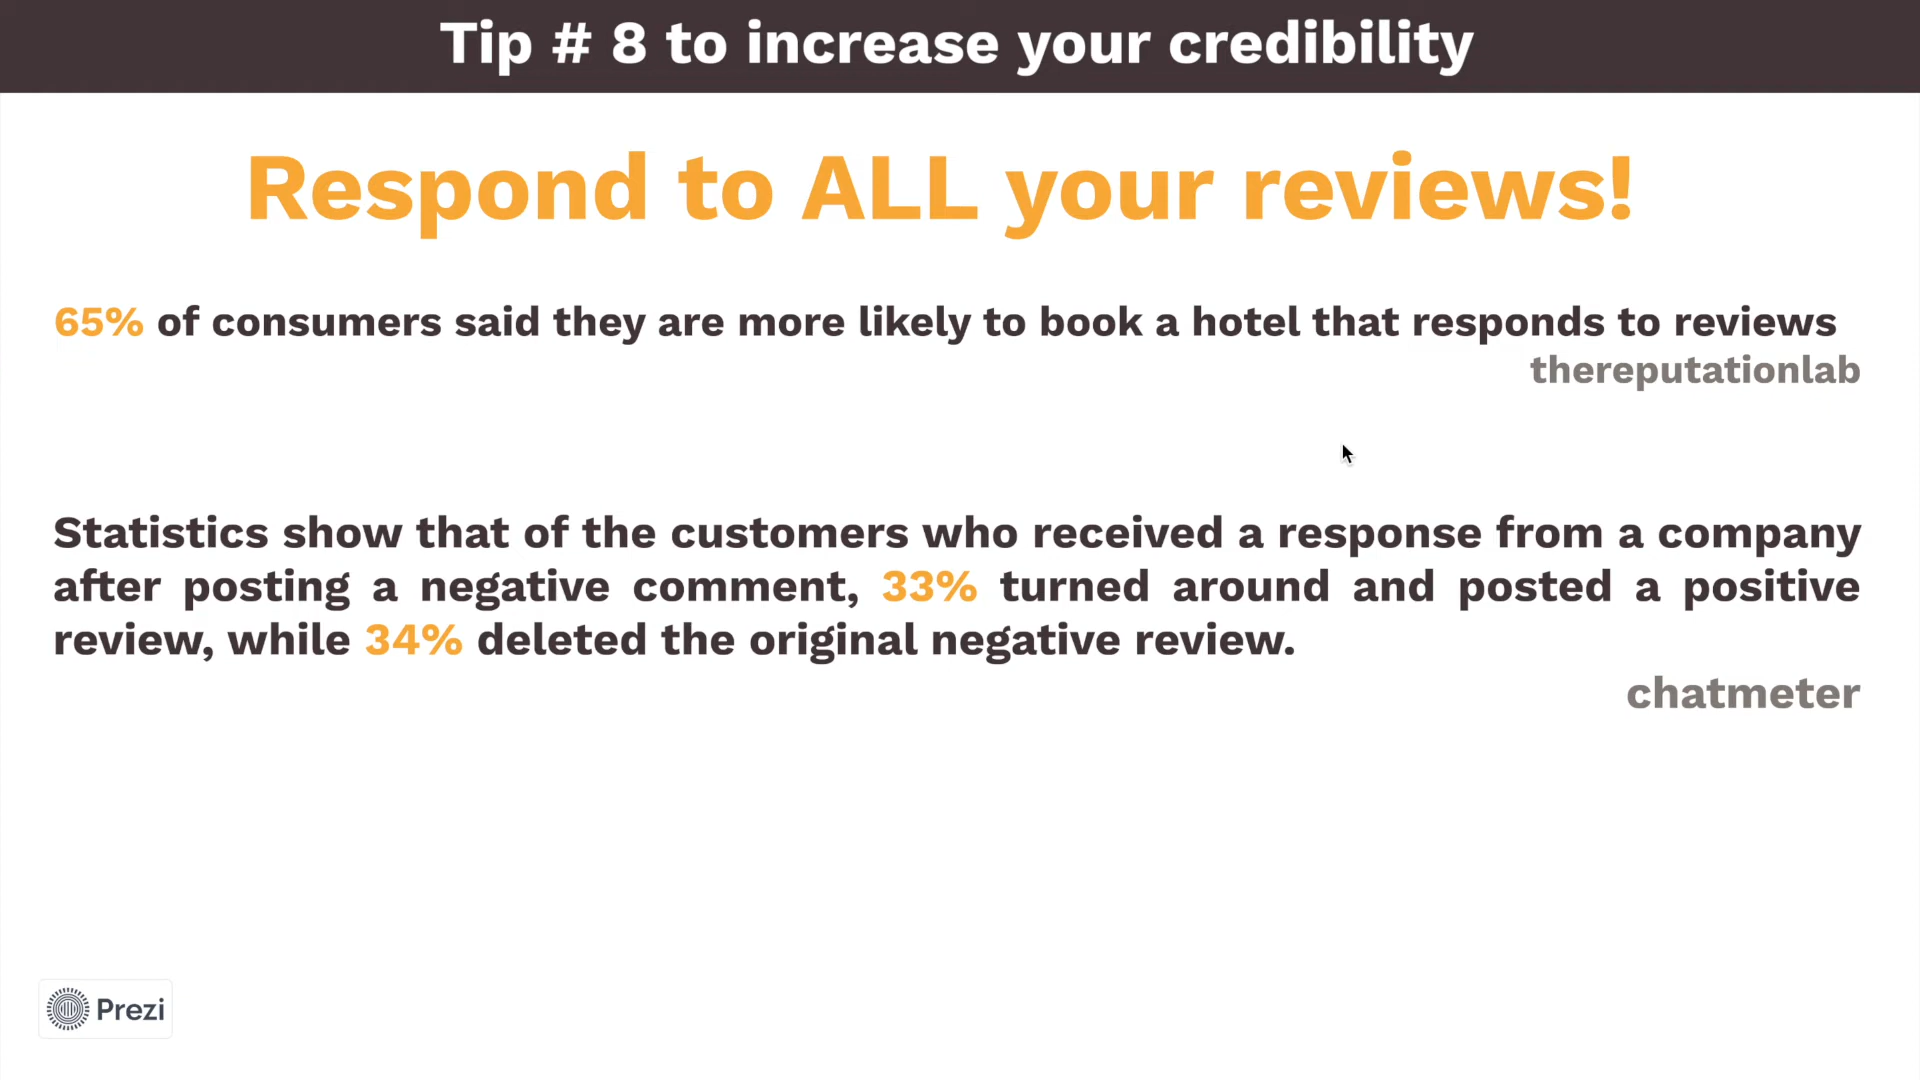 Tip # 8 to increase your credibility
Respond to ALL your reviews!
65% of consumers said they are more likely to book a hotel that responds to reviews
thereputationlab
Statistics show that of the customers who received a response from a company
after posting a negative comment, 33% turned around and posted a positive
review, while 34% deleted the original negative review.
chatmeter
Prezi